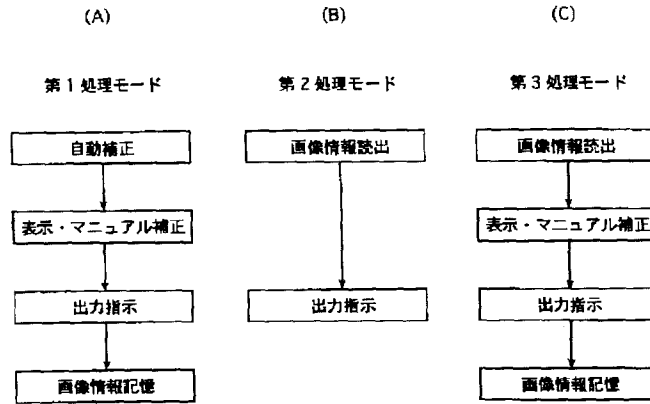 (A)
第1処理モード
自動補正
表示・マニュアル補正
出力指示
画像情報記憶
(B)
第2処理モード
画像情報読出
出力指示
(C)
第3処理モード
画像情報読出
表示・マニュアル補正
出力指示
画像情報記憶